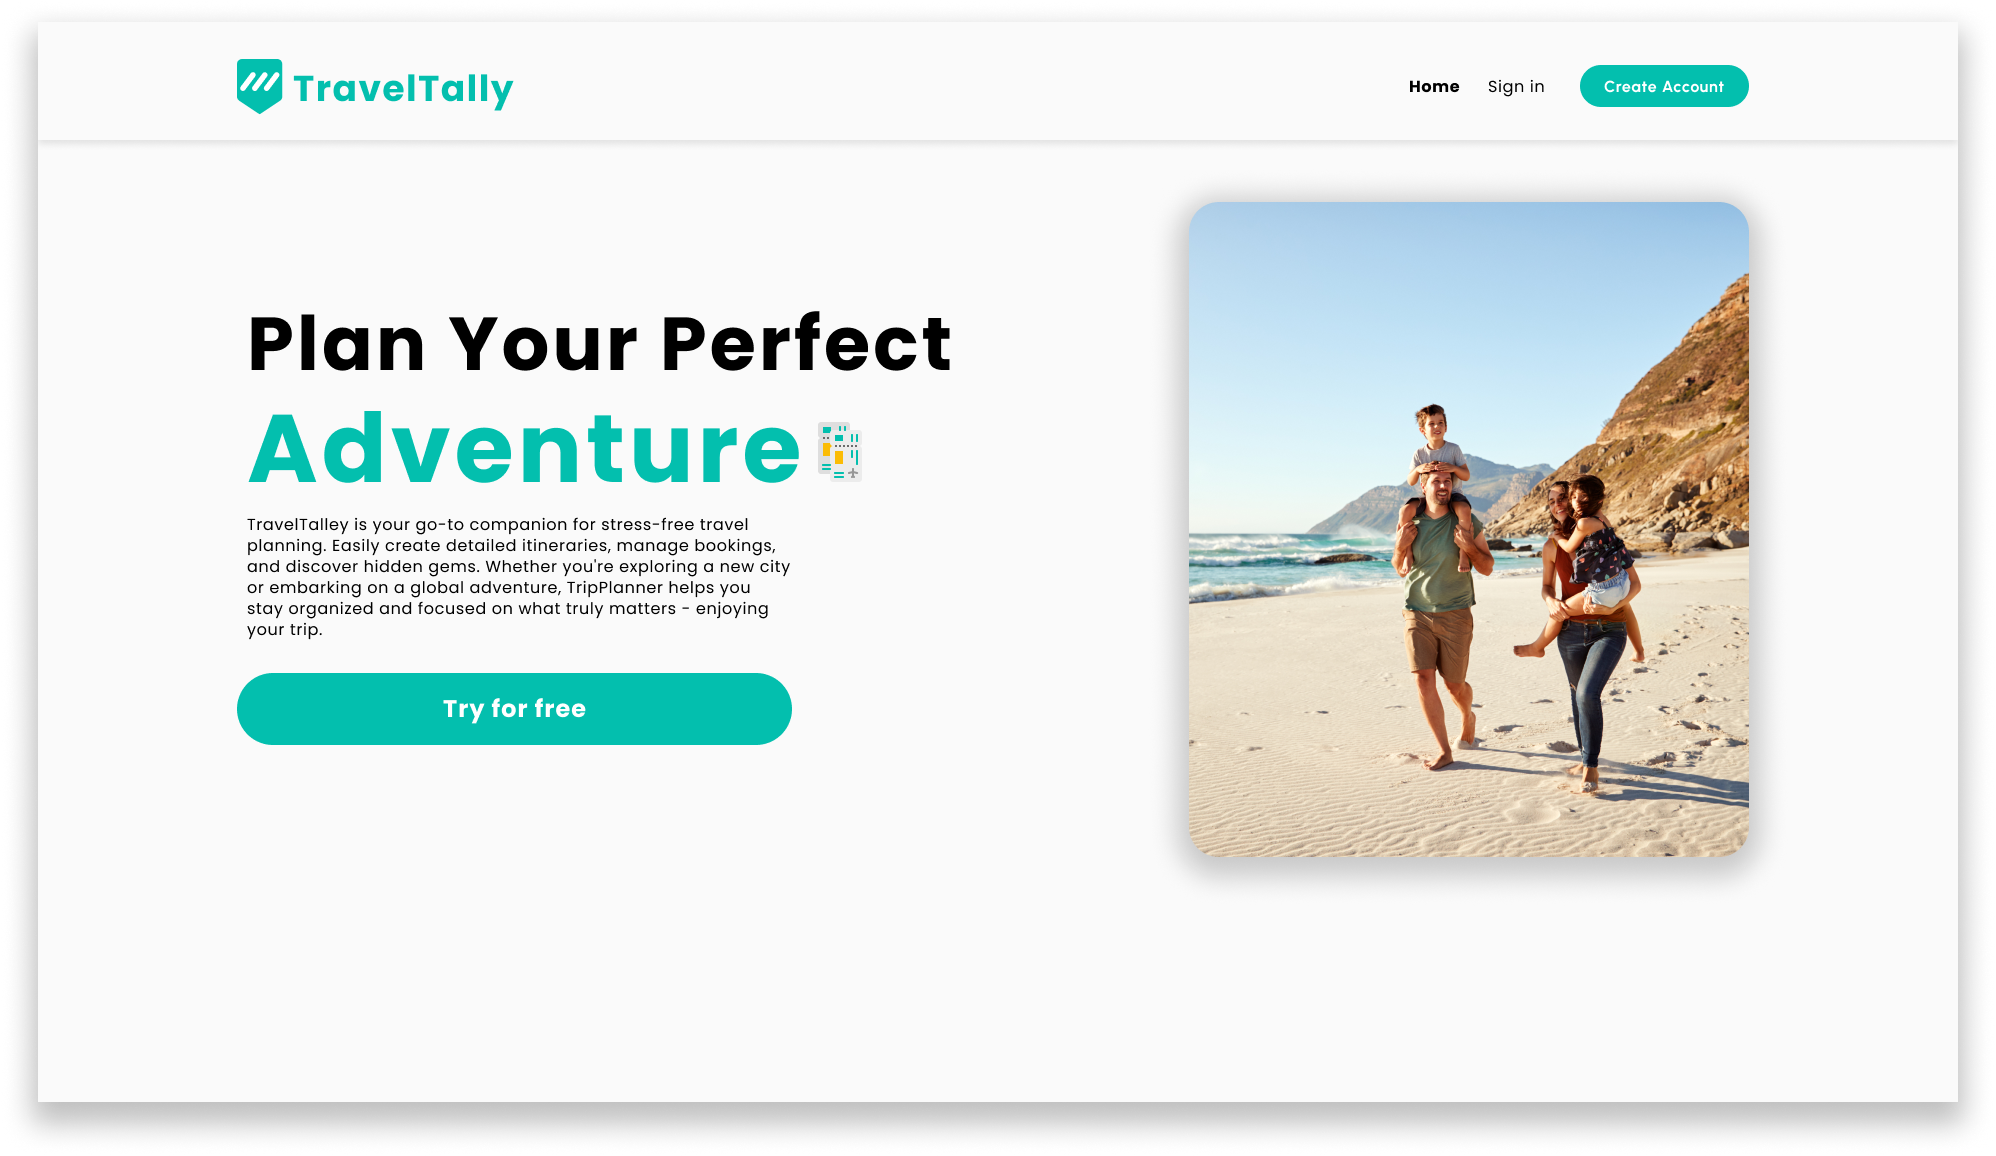 TravelTally
Home
Sign in
Create Account
Plan Your Perfect
Adventure
TravelTalley is your go-to companion for stress-free travel
planning. Easily create detailed itineraries, manage bookings,
and discover hidden gems. Whether you're exploring a new city
or embarking on a global adventure, TripPlanner helps you
stay organized and focused on what truly matters - enjoying
your trip.
Try for free